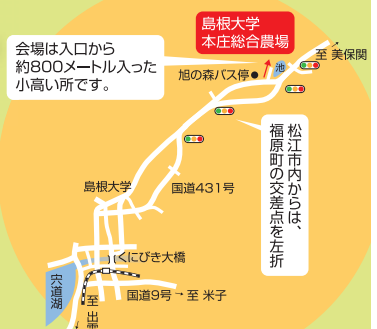 島根大学
本庄総合農場
会場は入口から
約800メートル入った
小高い所です。
至 美保関
池
旭の森バス停
松江市内からは、
福原町の交差点を左折
島根大学
国道431号
くにびき大橋
宍道湖
国道9号→至 米子
至 出雲